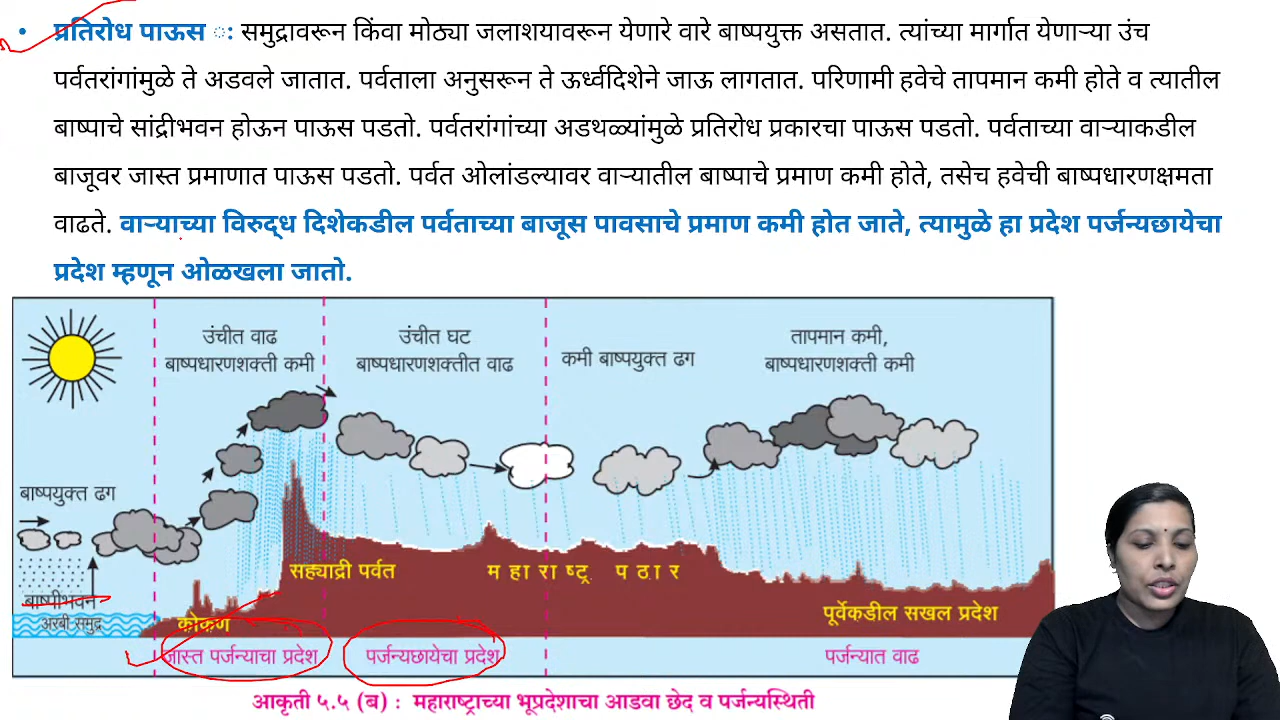 • प्रतिरोध पाऊस ः समुद्रावरून किंवा मोठ्या जलाशयावरून येणारे वारे बाष्पयुक्त असतात. त्यांच्या मार्गात येणाऱ्या उंच
पर्वतरांगांमुळे ते अडवले जातात. पर्वताला अनुसरून ते ऊर्ध्वदिशेने जाऊ लागतात. परिणामी हवेचे तापमान कमी होते व त्यातील
बाष्पाचे सांद्रीभवन होऊन पाऊस पडतो. पर्वतरांगांच्या अडथळ्यांमुळे प्रतिरोध प्रकारचा पाऊस पडतो. पर्वताच्या वाऱ्याकडील
बाजूवर जास्त प्रमाणात पाऊस पडतो. पर्वत ओलांडल्यावर वाऱ्यातील बाष्पाचे प्रमाण कमी होते, तसेच हवेची बाष्पधारणक्षमता
वाढते. वाऱ्याच्या विरुद्ध दिशेकडील पर्वताच्या बाजूस पावसाचे प्रमाण कमी होत जाते, त्यामुळे हा प्रदेश पर्जन्यछायेचा
प्रदेश म्हणून ओळखला जातो.
उंचीत वाढ
बाष्पधारणशक्ती कमी
उंचीत घट
बाष्पधारणशक्तीत वाढ
कमी बाष्पयुक्त ढग
तापमान कमी,
बाष्पधारणशक्ती कमी
बाष्पयुक्त ढग
बाष्पीभवन
अरबी समुद्र
कोकण
सह्याद्री पर्वत
महाराष्ट्र पठार
पूर्वेकडील सखल प्रदेश
जास्त पर्जन्याचा प्रदेश
पर्जन्यछायेचा प्रदेश
पर्जन्यात वाढ
आकृती ५.५ (ब) : महाराष्ट्राच्या भूप्रदेशाचा आडवा छेद व पर्जन्यस्थिती